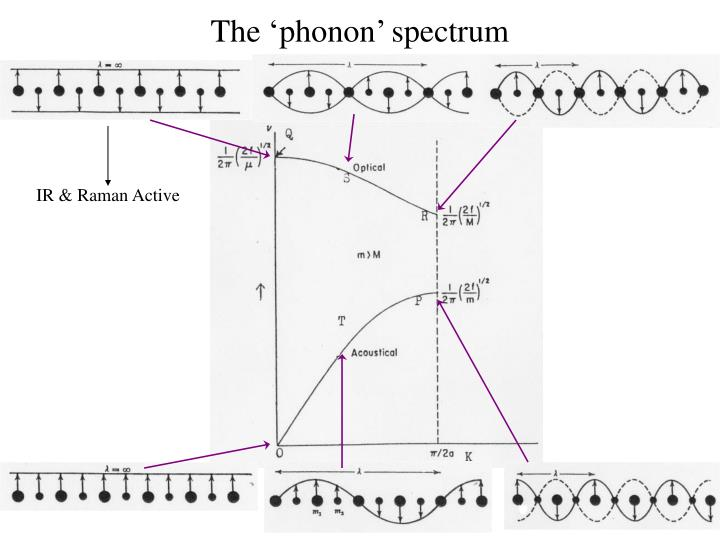 The ‘phonon’ spectrum
λ = ∞
λ
λ
ν
Q
1/2π (2f/μ)^1/2
Optical
S
IR & Raman Active
R
1/2π (2f/M)^1/2
m > M
↑
1/2π (2f/m)^1/2
P
T
Acoustical
O
π/2a
K
λ = ∞
λ
m₂ m₂
λ